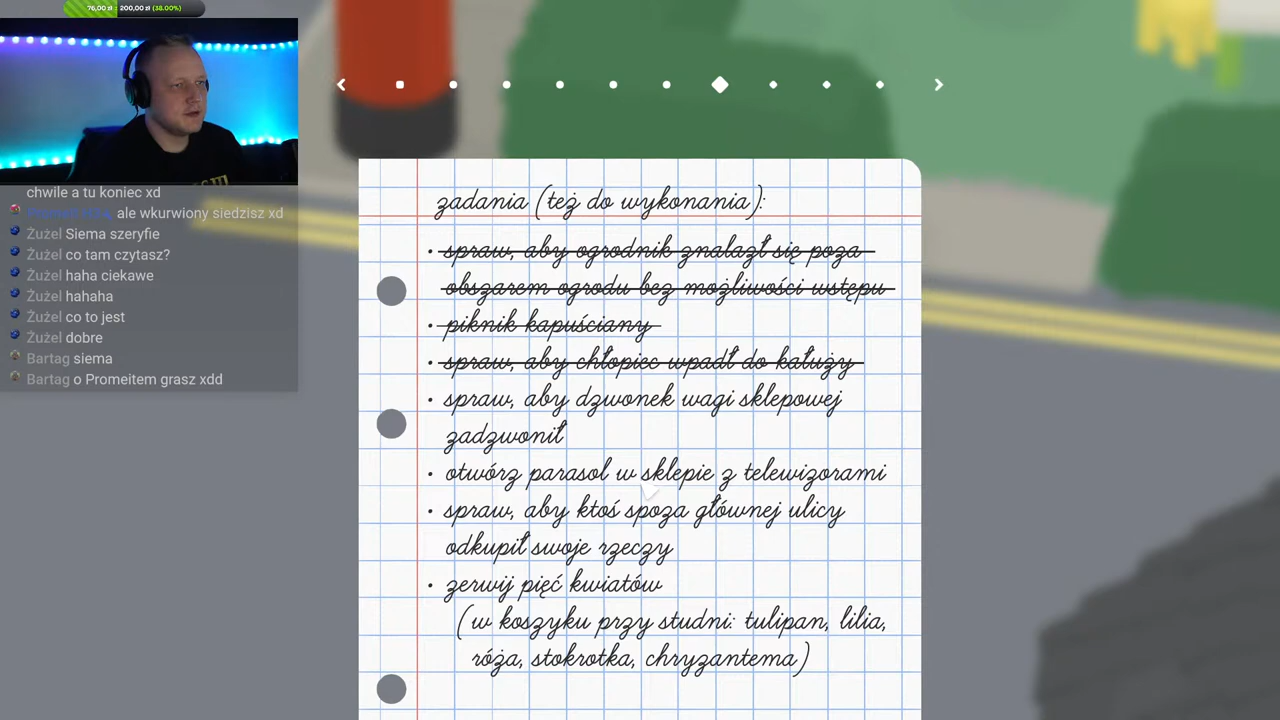 76,00 zł : 200,00 zł (38.00%)
chwile a tu koniec xd
ale wkurwiony siedzisz xd
Żużel Siema szeryfie
Żużel co tam czytasz?
Żużel haha ciekawe
Żużel hahaha
Żużel co to jest
Żużel dobre
Bartag siema
Bartag o Promeitem grasz xdd
zadania (też do wykonania):
• spraw, aby ogrodnik znalazł się poza
obszarem ogrodu bez możliwości wstępu
• piknik kapuściany
• spraw, aby chłopiec wpadł do kałuży
• spraw, aby dzwonek wagi sklepowej
zadzwonił
• otwórz parasol w sklepie z telewizorami
• spraw, aby ktoś spoza głównej ulicy
odkupił swoje rzeczy
• zerwij pięć kwiatów
(w koszyku przy studni: tulipan, lilia,
róża, stokrotka, chryzantema)